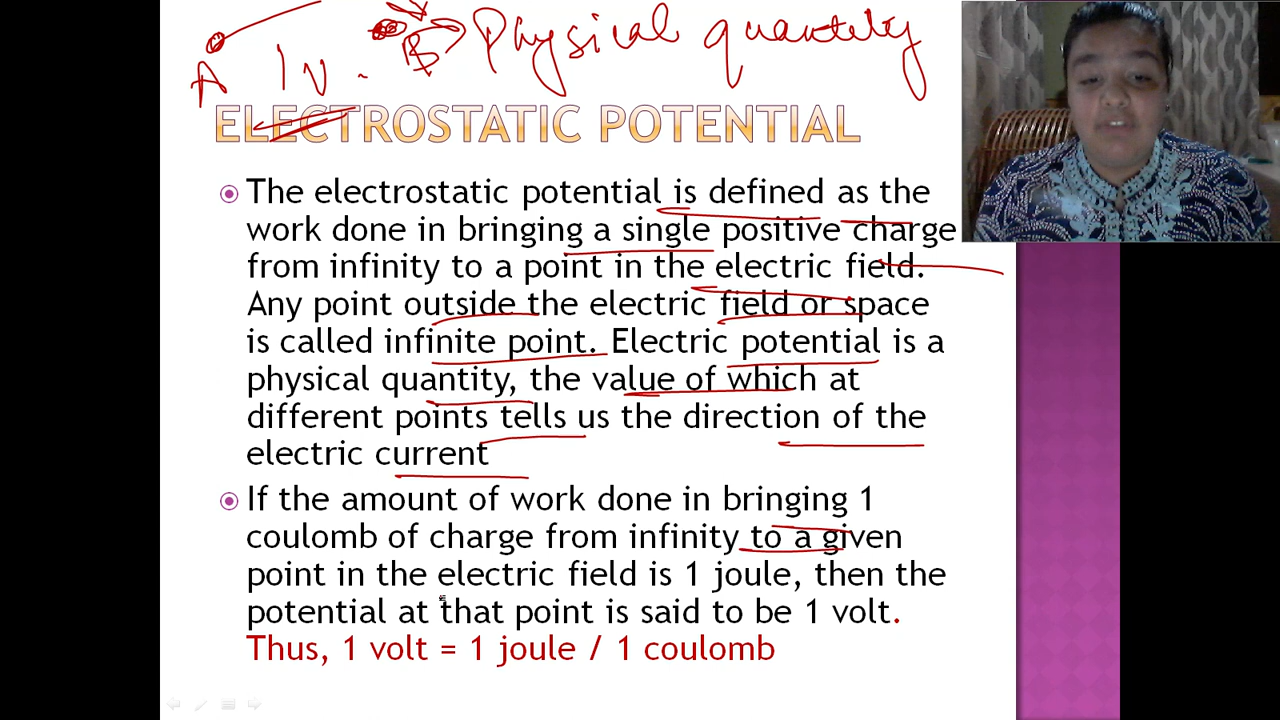 Physical quantity
A 1v. B
ELECTROSTATIC POTENTIAL
The electrostatic potential is defined as the
work done in bringing a single positive charge
from infinity to a point in the electric field.
Any point outside the electric field or space
is called infinite point. Electric potential is a
physical quantity, the value of which at
different points tells us the direction of the
electric current
If the amount of work done in bringing 1
coulomb of charge from infinity to a given
point in the electric field is 1 joule, then the
potential at that point is said to be 1 volt.
Thus, 1 volt = 1 joule / 1 coulomb